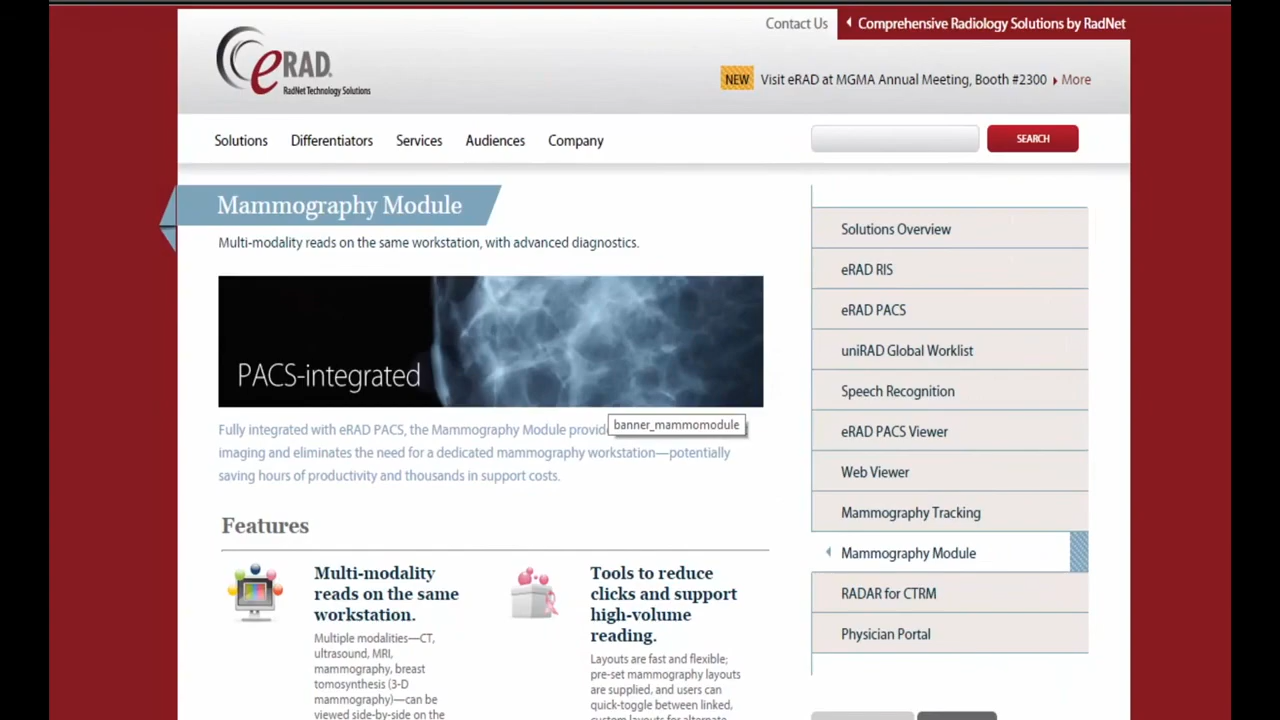 Contact Us
Comprehensive Radiology Solutions by RadNet
eRAD
RadNet Technology Solutions
NEW Visit eRAD at MGMA Annual Meeting, Booth #2300 More
Solutions Differentiators Services Audiences Company
SEARCH
Mammography Module
Multi-modality reads on the same workstation, with advanced diagnostics.
PACS-integrated
banner_mammomodule
Fully integrated with eRAD PACS, the Mammography Module
imaging and eliminates the need for a dedicated mammography workstation—potentially
saving hours of productivity and thousands in support costs.
Features
Multi-modality
reads on the same
workstation.
Multiple modalities—CT,
ultrasound, MRI,
mammography, breast
tomosynthesis (3-D
mammography)—can be
viewed side-by-side on the
Tools to reduce
clicks and support
high-volume
reading.
Layouts are fast and flexible;
pre-set mammography layouts
are supplied, and users can
quick-toggle between linked,
custom layouts for alternate
Solutions Overview
eRAD RIS
eRAD PACS
uniRAD Global Worklist
Speech Recognition
eRAD PACS Viewer
Web Viewer
Mammography Tracking
Mammography Module
RADAR for CTRM
Physician Portal